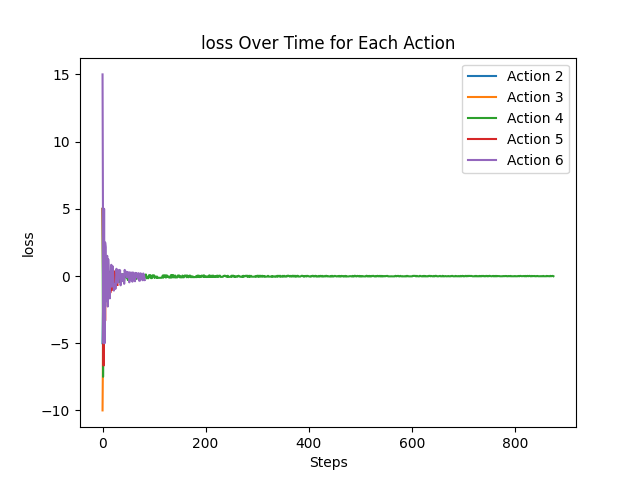 loss Over Time for Each Action
15
10
5
0
−5
−10
loss
0
200
400
600
800
Steps
Action 2
Action 3
Action 4
Action 5
Action 6